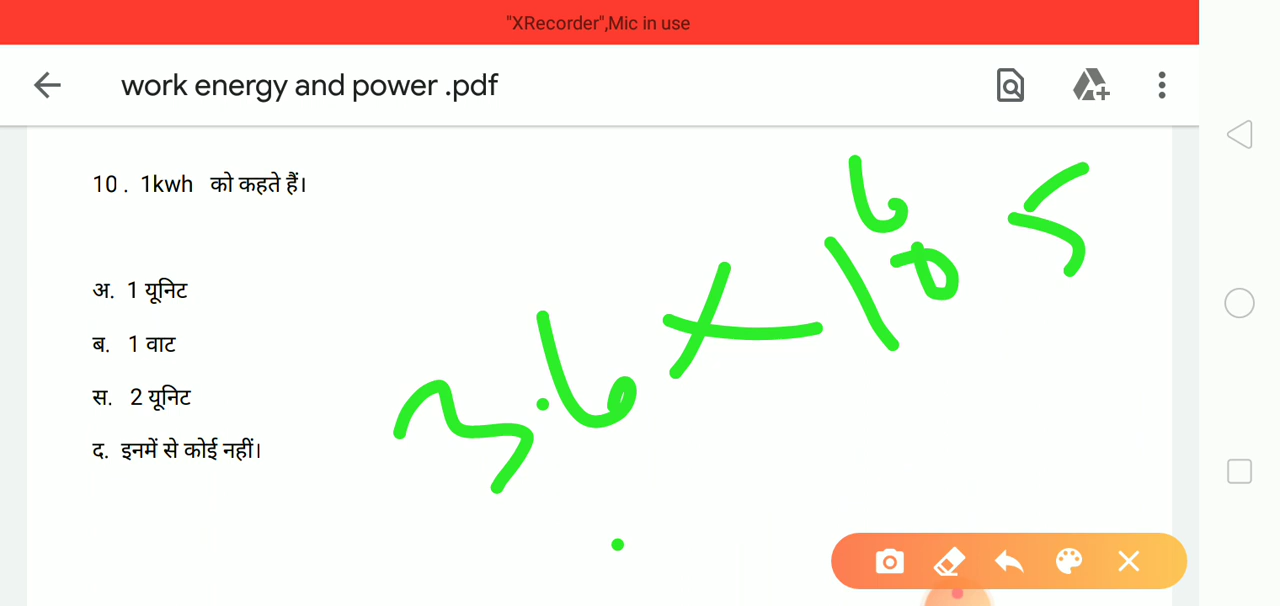 "XRecorder",Mic in use
work energy and power .pdf
10 . 1kwh को कहते हैं।
अ. 1 यूनिट
ब. 1 वाट
स. 2 यूनिट
द. इनमें से कोई नहीं।
3.6 × 10⁶